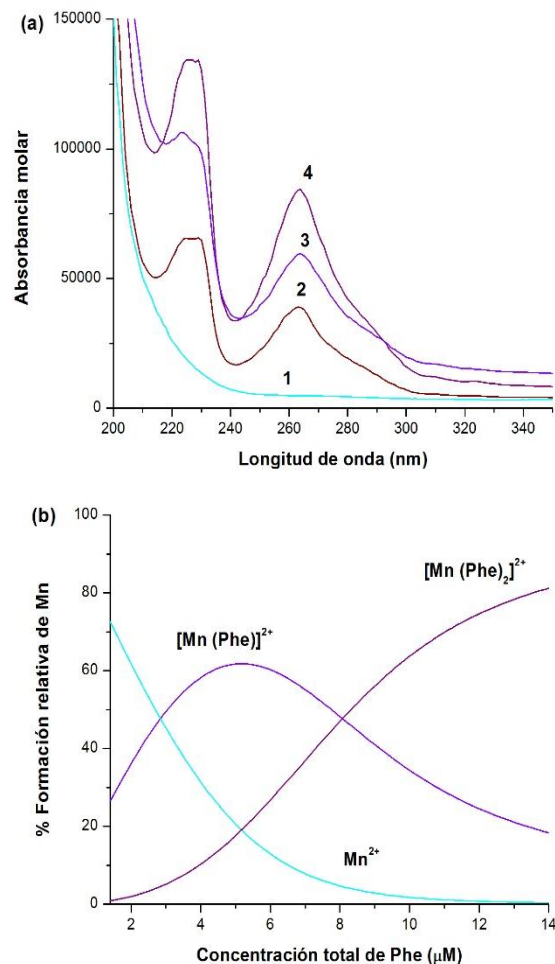 (a)
150000
100000
50000
0
Absorbancia molar
4
3
2
1
200 220 240 260 280 300 320 340
Longitud de onda (nm)
(b)
100
80
60
40
20
0
% Formación relativa de Mn
[Mn (Phe)₂]²⁺
[Mn (Phe)]²⁺
Mn²⁺
2 4 6 8 10 12 14
Concentración total de Phe (μM)